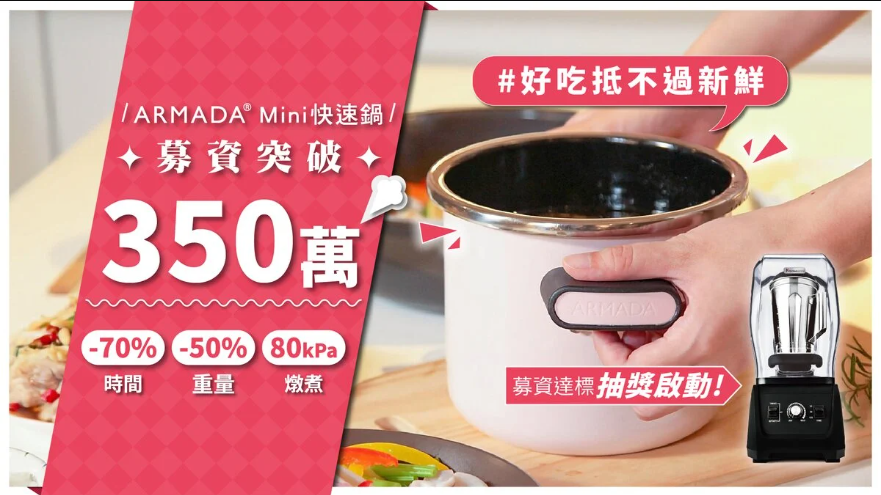 ARMADA® Mini快速鍋
募資突破
350萬
-70% -50% 80kPa
時間 重量 燉煮
#好吃抵不過新鮮
ARMADA
募資達標抽獎啟動!